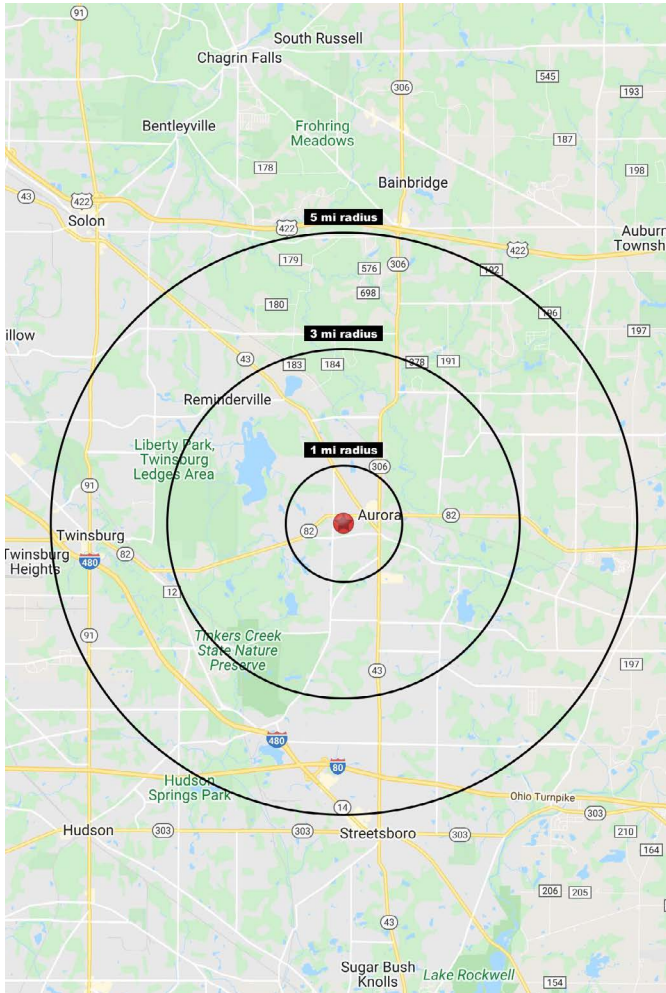 91
South Russell
Chagrin Falls
306
545
193
Bentleyville
Frohring
Meadows
187
178
198
43
422
Bainbridge
Solon
5 mi radius
422
Auburn
Townsh
422
179
576
306
192
180
698
196
197
illow
3 mi radius
43
183
184
378
191
Reminderville
Liberty Park,
Twinsburg
Ledges Area
1 mi radius
306
91
Aurora
82
82
Twinsburg
82
Twinsburg
Heights
480
12
91
Tinkers Creek
State Nature
Preserve
197
43
480
80
Hudson
Springs Park
14
Ohio Turnpike
303
Hudson
303
303
Streetsboro
303
210
164
206
205
43
Sugar Bush
Knolls
Lake Rockwell
154